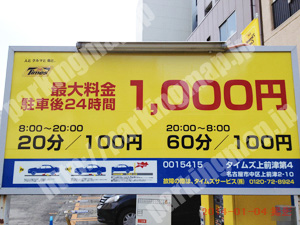 Times
最大料金
駐車後24時間
1,000円
8:00～20:00
20分／100円
20:00～8:00
60分／100円
0015415
タイムズ上前津第4
名古屋市中区上前津2-10
故障の際は、タイムズサービス(株) 0120-72-8924